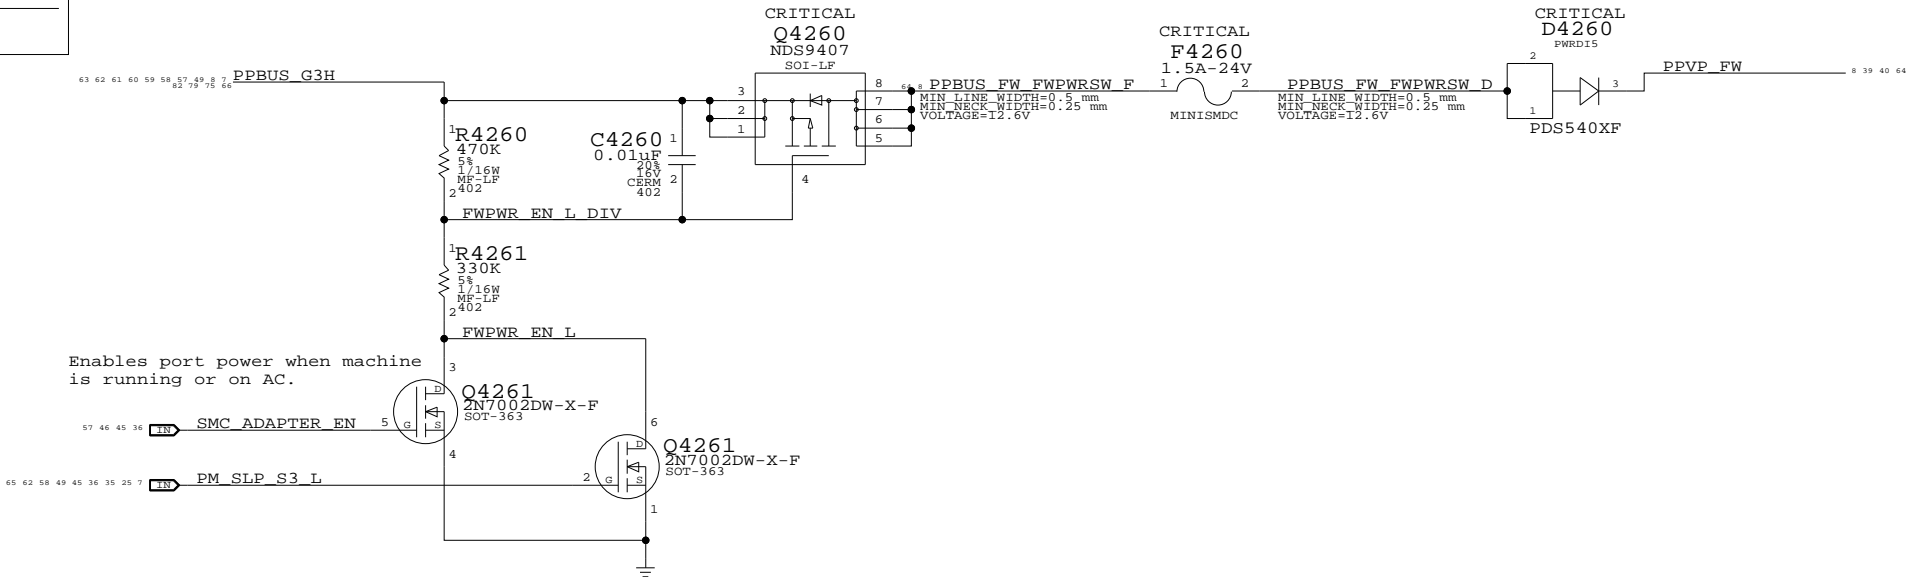 CRITICAL
Q4260
NDS9407
SOI-LF
CRITICAL
F4260
1.5A-24V
CRITICAL
D4260
PWRDI5
63 62 61 60 59 58 57 49 8 7
82 79 75 66
PPBUS_G3H
3
2
1
8
7
6
5
4
PPBUS_FW_FWPWRSW_F
MIN_LINE_WIDTH=0.5 mm
MIN_NECK_WIDTH=0.25 mm
VOLTAGE=12.6V
1
2
MINISMDC
PPBUS_FW_FWPWRSW_D
MIN_LINE_WIDTH=0.5 mm
MIN_NECK_WIDTH=0.25 mm
VOLTAGE=12.6V
2
1
3
PDS540XF
PPVP_FW
8 39 40 64
1
R4260
470K
5%
1/16W
MF-LF
402
2
C4260
0.01uF
20%
16V
CERM
402
1
2
FWPWR_EN_L_DIV
1
R4261
330K
5%
1/16W
MF-LF
402
2
FWPWR_EN_L
Enables port power when machine
is running or on AC.
3
Q4261
2N7002DW-X-F
SOT-363
D
G
S
57 46 45 36
IN
SMC_ADAPTER_EN
5
4
6
Q4261
2N7002DW-X-F
SOT-363
D
G
S
65 62 58 49 45 36 35 25 7
IN
PM_SLP_S3_L
2
1